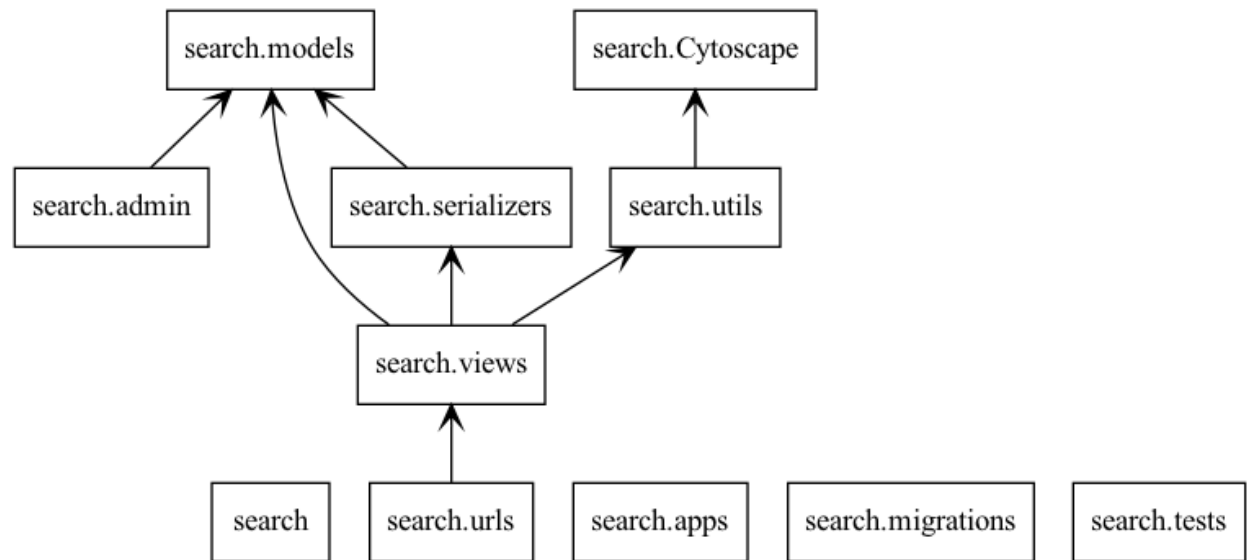 search.models
search.Cytoscape
search.admin
search.serializers
search.utils
search.views
search
search.urls
search.apps
search.migrations
search.tests